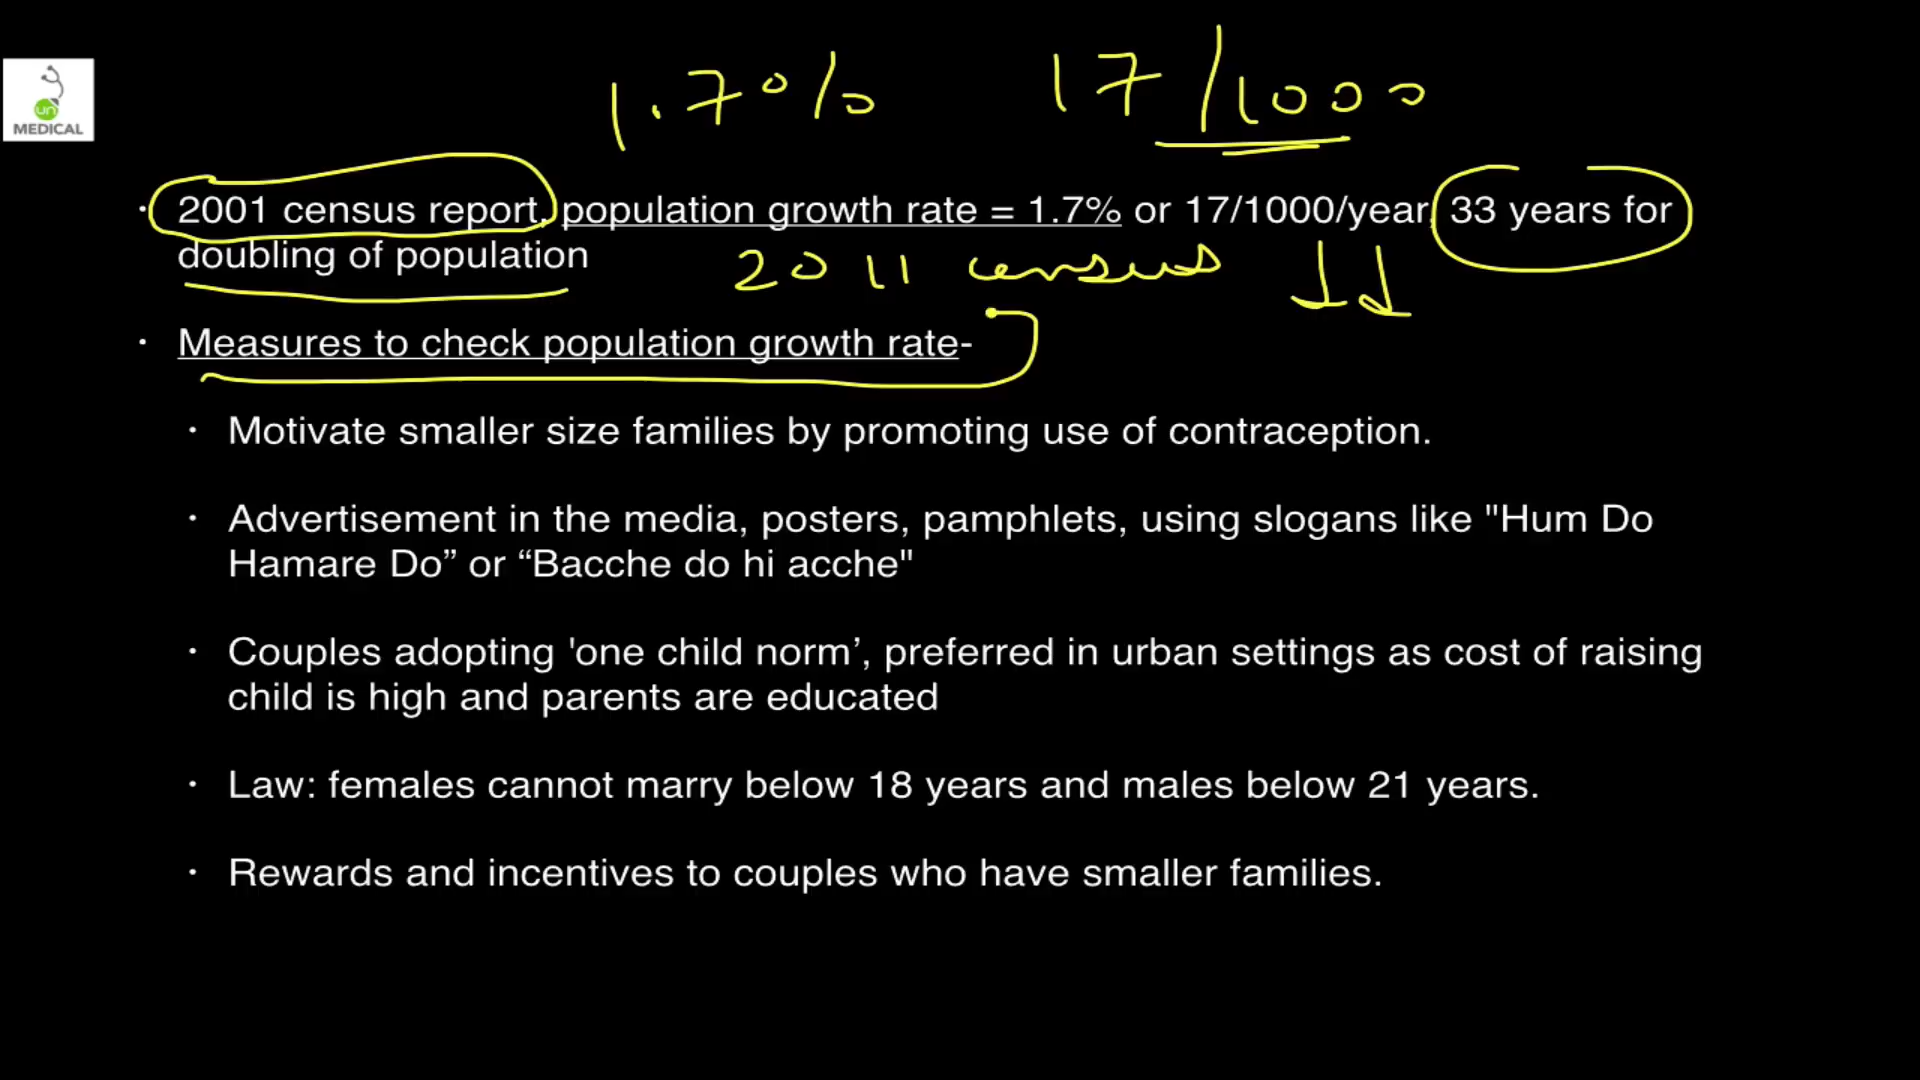 1.7% 17/1000
un
MEDICAL
· 2001 census report, population growth rate = 1.7% or 17/1000/year, 33 years for
doubling of population
2011 census ↓↓
· Measures to check population growth rate-
· Motivate smaller size families by promoting use of contraception.
· Advertisement in the media, posters, pamphlets, using slogans like "Hum Do
Hamare Do” or “Bacche do hi acche"
· Couples adopting 'one child norm’, preferred in urban settings as cost of raising
child is high and parents are educated
· Law: females cannot marry below 18 years and males below 21 years.
· Rewards and incentives to couples who have smaller families.